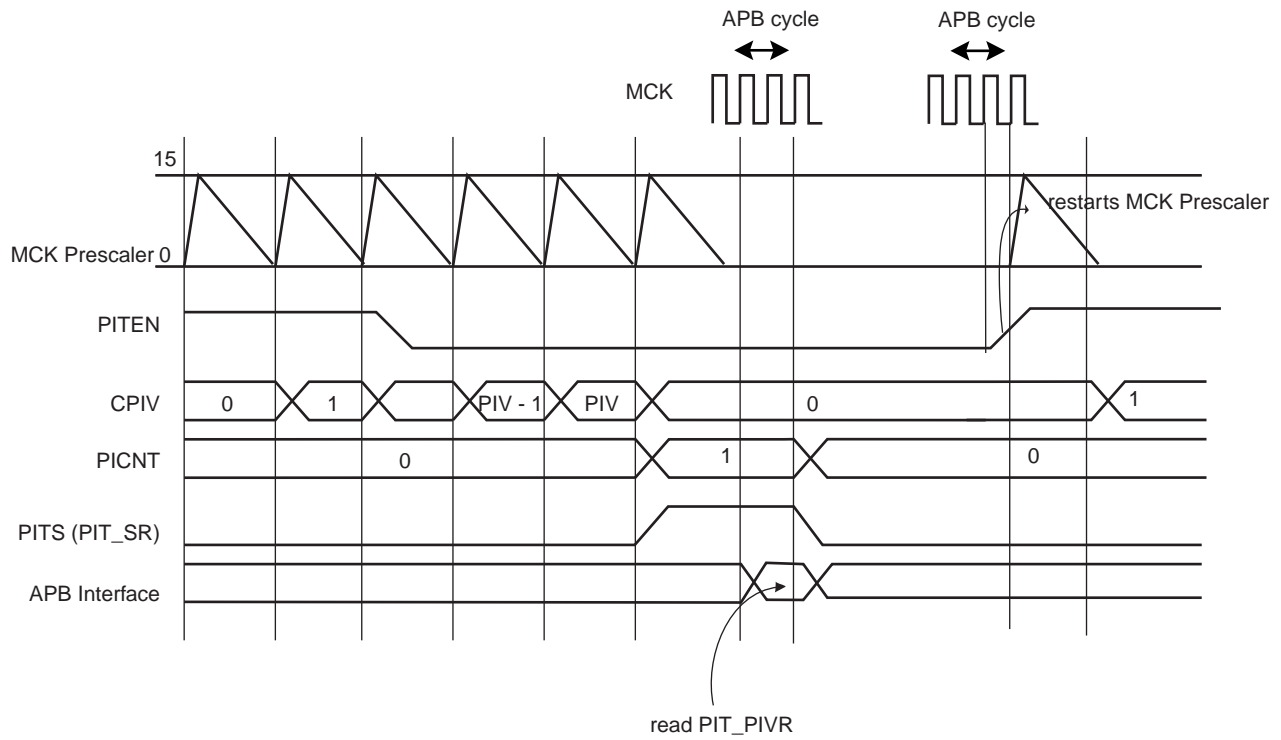 APB cycle
APB cycle
MCK
15
restarts MCK Prescaler
MCK Prescaler 0
PITEN
CPIV
0
1
PIV - 1
PIV
0
1
PICNT
0
1
0
PITS (PIT_SR)
APB Interface
read PIT_PIVR